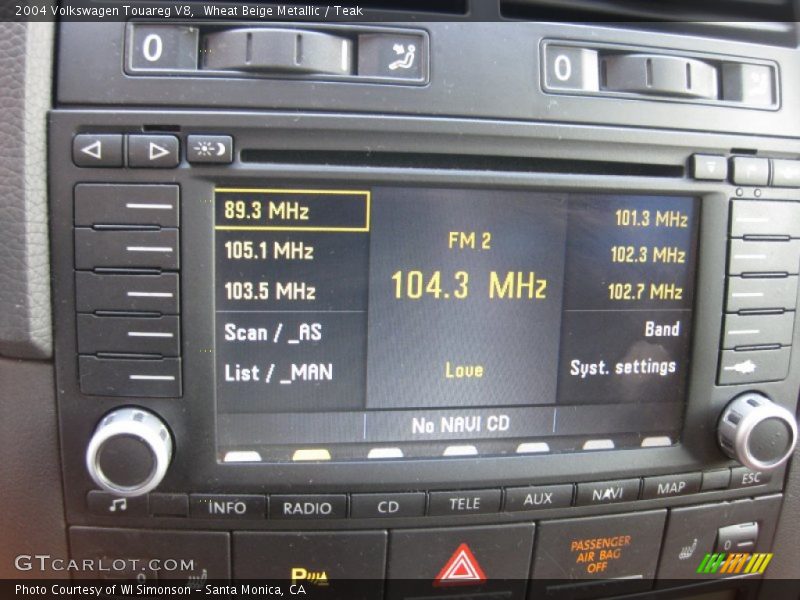 2004 Volkswagen Touareg V8,  Wheat Beige Metallic / Teak
0
0
89.3 MHz
105.1 MHz
103.5 MHz
Scan / _AS
List / _MAN
FM 2
104.3 MHz
Love
101.3 MHz
102.3 MHz
102.7 MHz
Band
Syst. settings
No NAVI CD
INFO
RADIO
CD
TELE
AUX
NAVI
MAP
ESC
P
PASSENGER
AIR BAG
OFF
0
0
GTCARLOT.COM
Photo Courtesy of WI Simonson - Santa Monica, CA